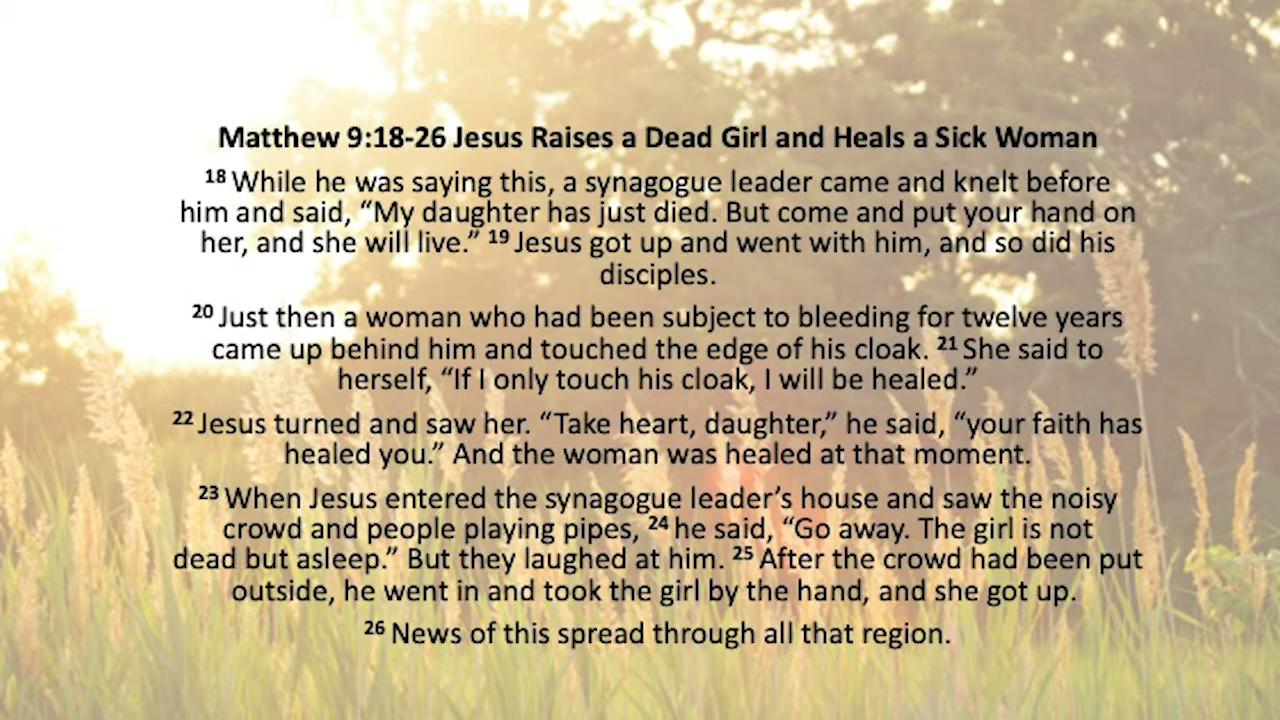 Matthew 9:18-26 Jesus Raises a Dead Girl and Heals a Sick Woman
18 While he was saying this, a synagogue leader came and knelt before
him and said, “My daughter has just died. But come and put your hand on
her, and she will live.” 19 Jesus got up and went with him, and so did his
disciples.
20 Just then a woman who had been subject to bleeding for twelve years
came up behind him and touched the edge of his cloak. 21 She said to
herself, “If I only touch his cloak, I will be healed.”
22 Jesus turned and saw her. “Take heart, daughter,” he said, “your faith has
healed you.” And the woman was healed at that moment.
23 When Jesus entered the synagogue leader’s house and saw the noisy
crowd and people playing pipes, 24 he said, “Go away. The girl is not
dead but asleep.” But they laughed at him. 25 After the crowd had been put
outside, he went in and took the girl by the hand, and she got up.
26 News of this spread through all that region.